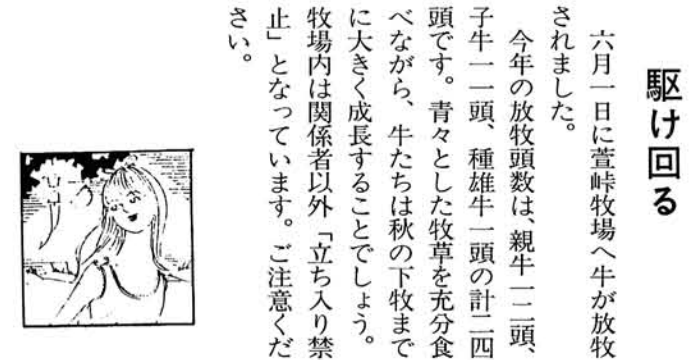 駆け回る
六月一日に萱峠牧場へ牛が放牧
されました。
今年の放牧頭数は、親牛一二頭、
子牛一一頭、種雄牛一頭の計二四
頭です。青々とした牧草を充分食
べながら、牛たちは秋の下牧まで
に大きく成長することでしょう。
牧場内は関係者以外「立ち入り禁
止」となっています。ご注意くだ
さい。